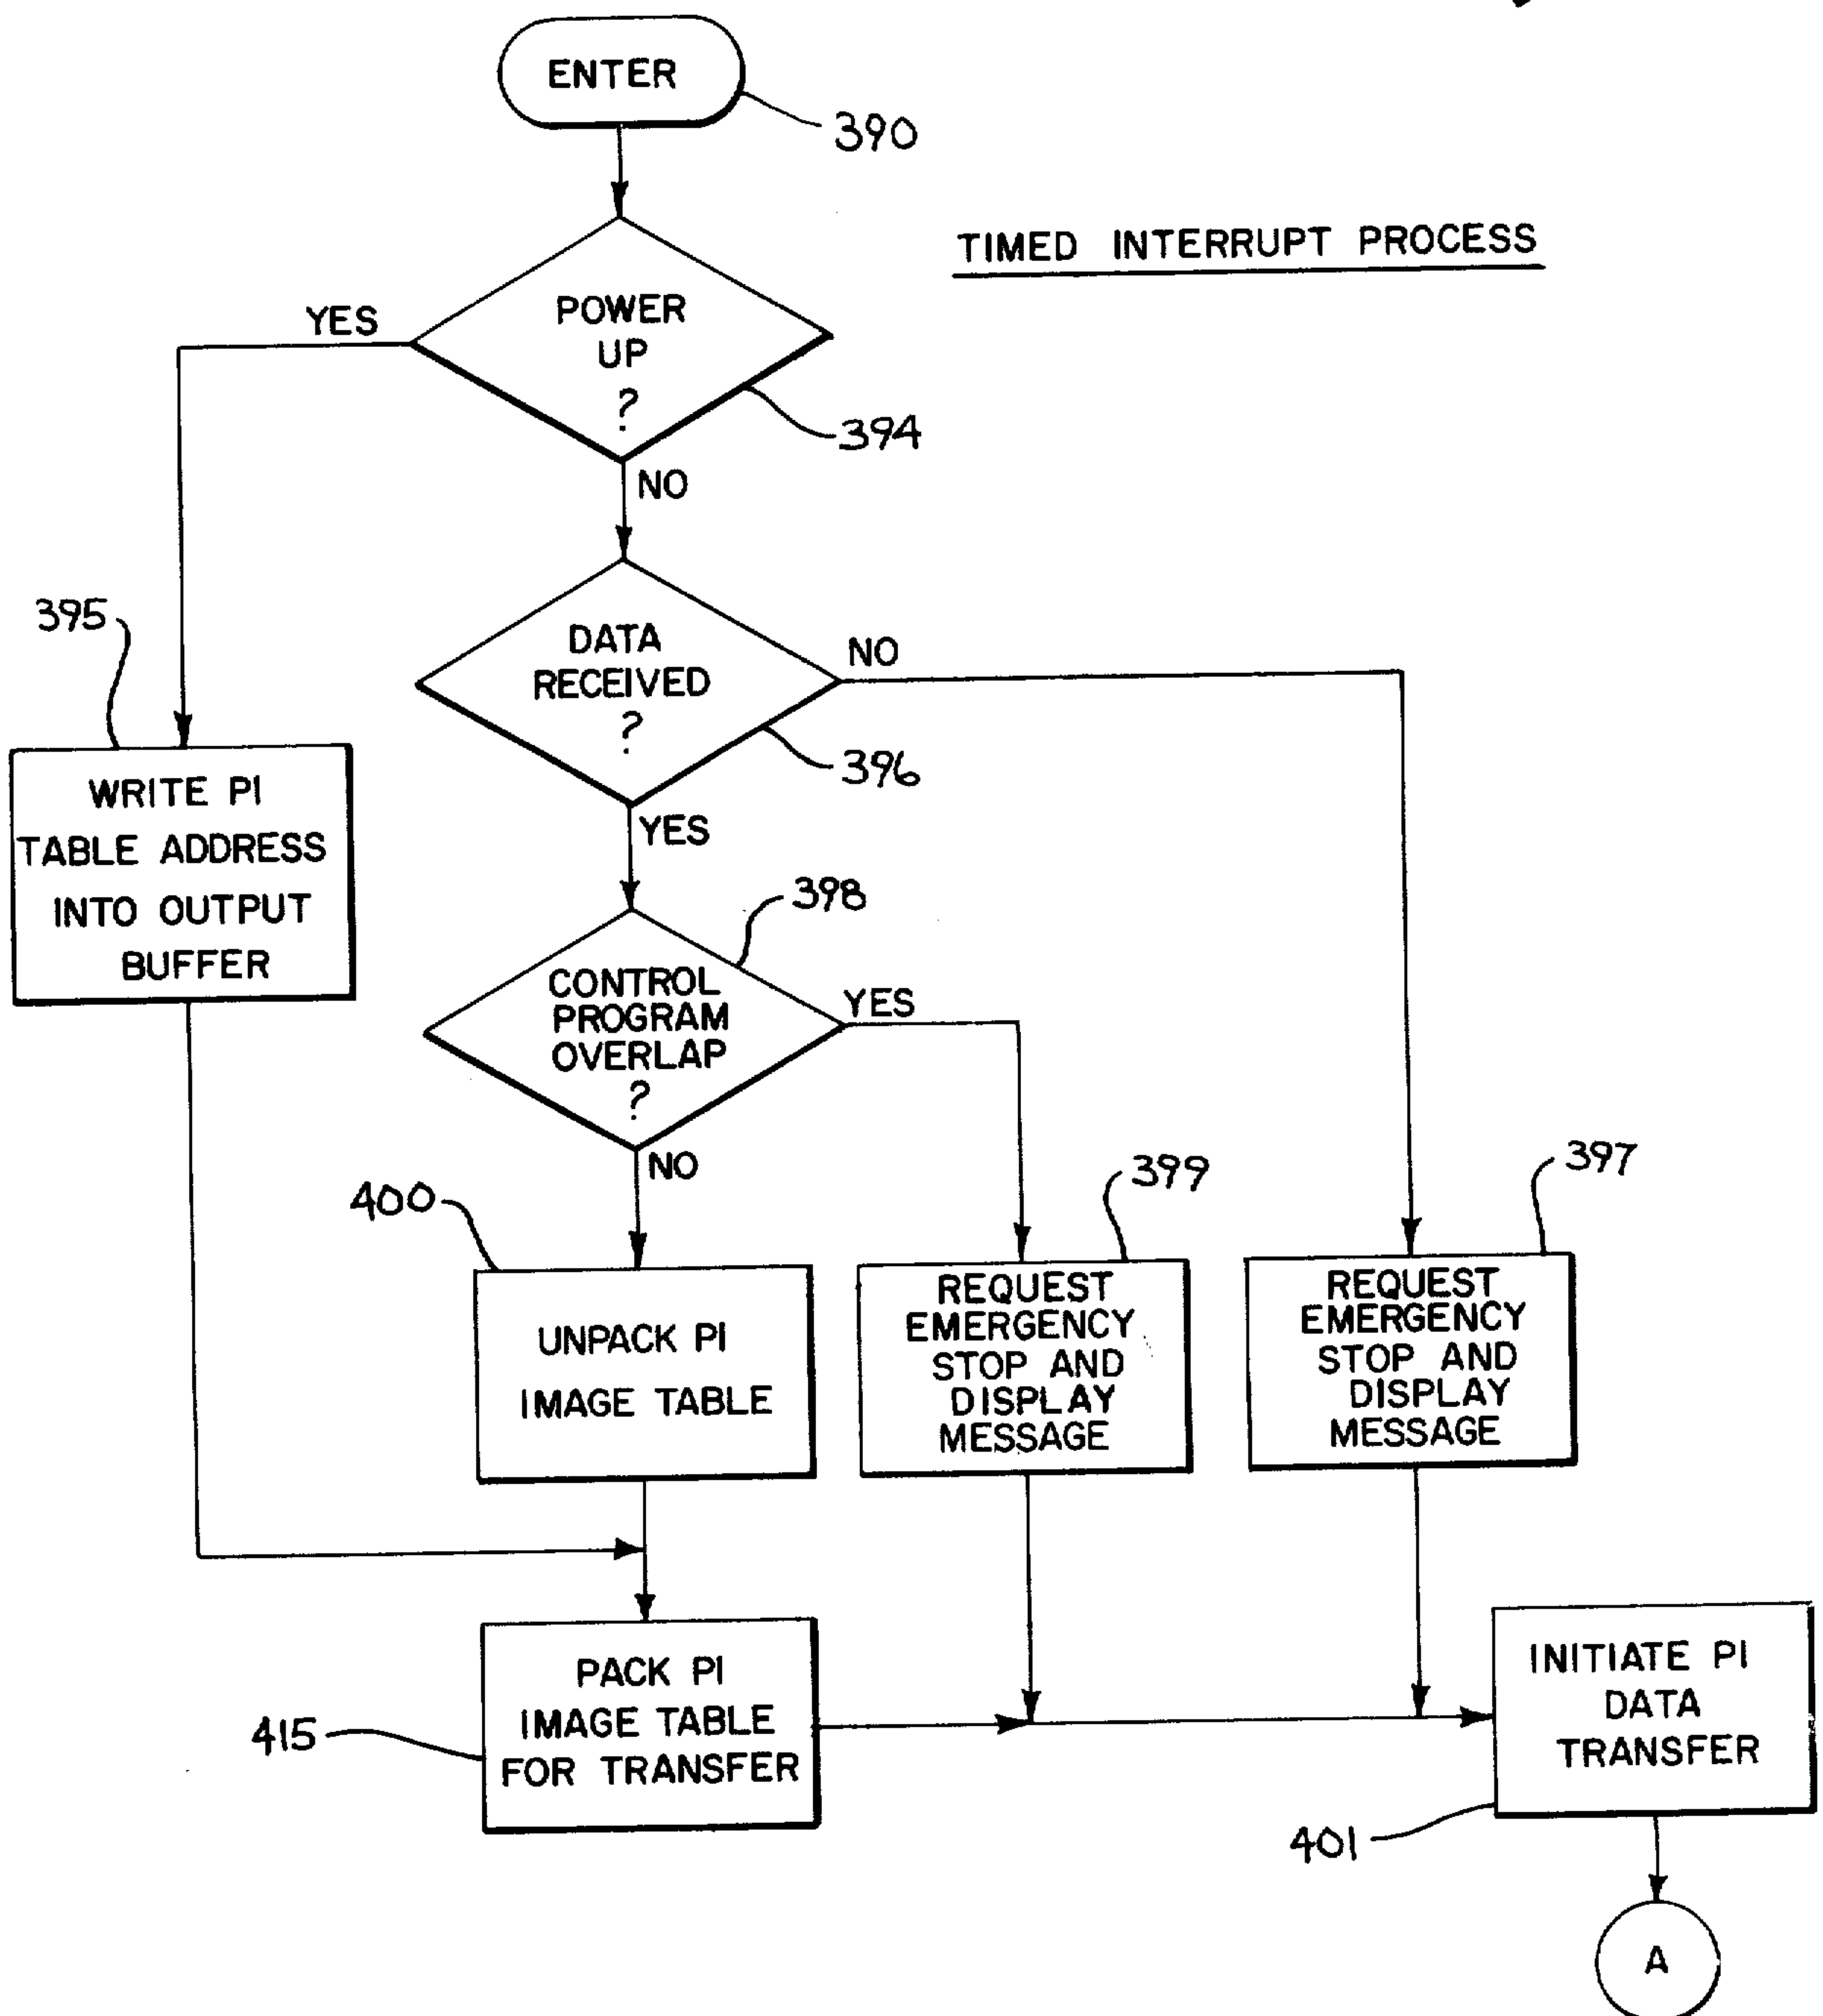 ENTER
390
TIMED INTERRUPT PROCESS
POWER
UP
?
YES
394
NO
395
DATA
RECEIVED
?
NO
396
YES
WRITE PI
TABLE ADDRESS
INTO OUTPUT
BUFFER
398
CONTROL
PROGRAM
OVERLAP
?
YES
NO
400
399
397
UNPACK PI
IMAGE TABLE
REQUEST
EMERGENCY
STOP AND
DISPLAY
MESSAGE
REQUEST
EMERGENCY
STOP AND
DISPLAY
MESSAGE
PACK PI
IMAGE TABLE
FOR TRANSFER
415
INITIATE PI
DATA
TRANSFER
401
A